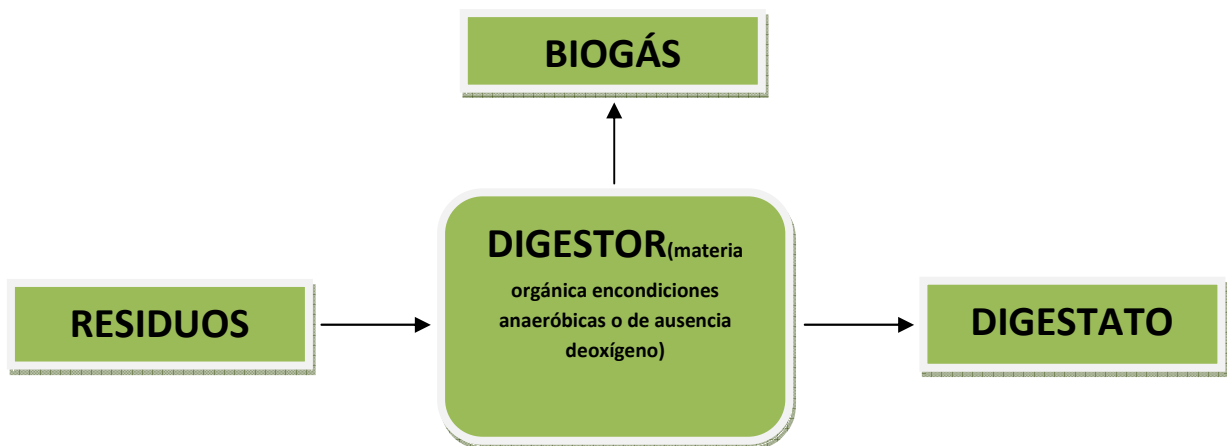 BIOGÁS
DIGESTOR(materia
orgánica encondiciones
anaeróbicas o de ausencia
deoxígeno)
RESIDUOS
DIGESTATO